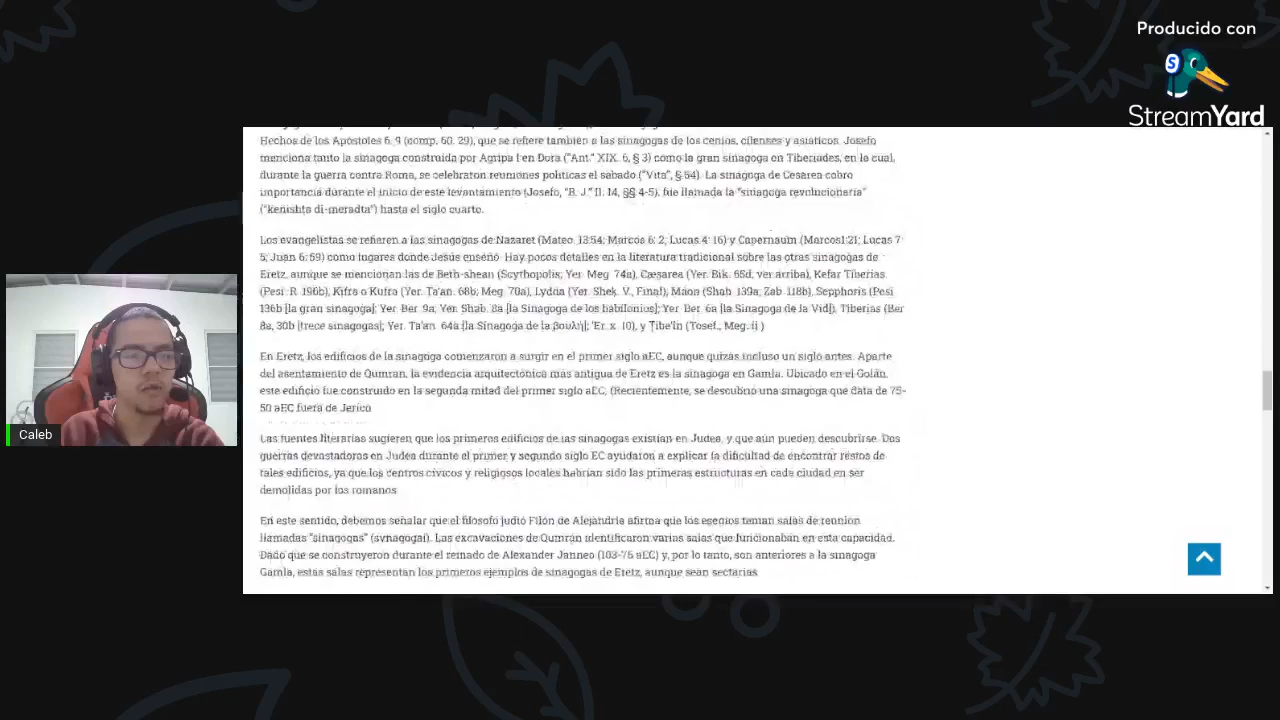 Producido con
StreamYard
Hechos de los Apóstoles 6. 9 (comp. 60. 29), que se refiere también a las sinagogas de los cirenios, cilenses y asiáticos. Josefo
menciona tanto la sinagoga construida por Agripa I en Dora ("Ant." XIX. 6, § 3) como la gran sinagoga en Tiberíades, en la cual,
durante la guerra contra Roma, se celebraron reuniones políticas el sábado ("Vita", § 54). La sinagoga de Cesarea cobró
importancia durante el inicio de este levantamiento (Josefo, "B. J." II. 14, §§ 4-5), fue llamada la "sinagoga revolucionaria"
("kenishta di-meradta") hasta el siglo cuarto.
Los evangelistas se refieren a las sinagogas de Nazaret (Mateo. 13:54; Marcos 6: 2; Lucas 4: 16) y Capernaum (Marcos1:21; Lucas 7
5; Juan 6: 59) como lugares donde Jesús enseñó. Hay pocos detalles en la literatura tradicional sobre las otras sinagogas de
Eretz, aunque se mencionan las de Beth-shean (Scythopolis; Yer. Meg. 74a), Cæsarea (Yer. Bik. 65d, ver arriba), Kefar Tiberias
(Pesi. R. 196b), Kifra o Kufra (Yer. Ta'an. 68b; Meg. 70a), Lydda (Yer. Shek. V., Final), Maon (Shab. 139a; Zab. 118b), Sepphoris (Pesi
136b [la gran sinagoga]; Yer. Ber. 9a; Yer. Shab. 8a [la Sinagoga de los babilonios]; Yer. Ber. 6a [la Sinagoga de la Vid]), Tiberias (Ber
8a, 30b [trece sinagogas]; Yer. Ta'an. 64a [la Sinagoga de la βουλή]; 'Er. x. 10), y Tibe'in (Tosef., Meg. ii.)
En Eretz, los edificios de la sinagoga comenzaron a surgir en el primer siglo aEC, aunque quizás incluso un siglo antes. Aparte
del asentamiento de Qumran, la evidencia arquitectónica más antigua de Eretz es la sinagoga en Gamla. Ubicado en el Golán,
este edificio fue construido en la segunda mitad del primer siglo aEC, (Recientemente, se descubrió una sinagoga que data de 75-
50 aEC fuera de Jericó
Las fuentes literarias sugieren que los primeros edificios de las sinagogas existían en Judea, y que aún pueden descubrirse. Dos
guerras devastadoras en Judea durante el primer y segundo siglo EC ayudaron a explicar la dificultad de encontrar restos de
tales edificios, ya que los centros cívicos y religiosos locales habrían sido las primeras estructuras en cada ciudad en ser
demolidas por los romanos
En este sentido, debemos señalar que el filósofo judío Filón de Alejandría afirma que los esenios tenían salas de reunión
llamadas "sinagogas" (synagogai). Las excavaciones de Qumrán identificaron varias salas que funcionaban en esta capacidad.
Dado que se construyeron durante el reinado de Alexander Janneo (103-76 aEC) y, por lo tanto, son anteriores a la sinagoga
Gamla, estas salas representan los primeros ejemplos de sinagogas de Eretz, aunque sean sectarias
Caleb